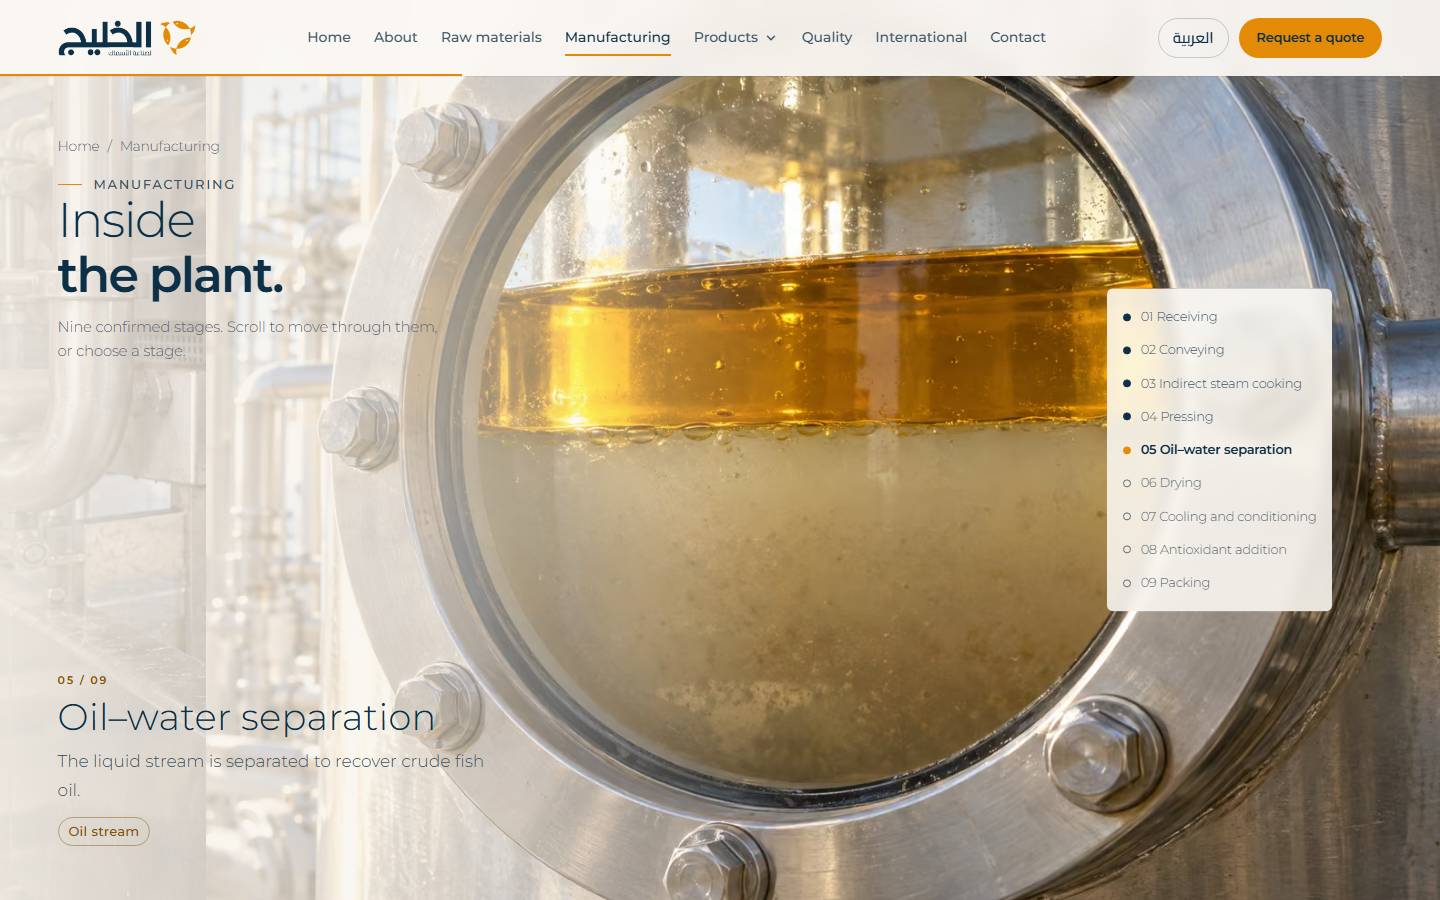 الخليج
لصناعة الأسماك
Home
About
Raw materials
Manufacturing
Products
Quality
International
Contact
العربية
Request a quote
Home / Manufacturing
MANUFACTURING
Inside
the plant.
Nine confirmed stages. Scroll to move through them,
or choose a stage.
01 Receiving
02 Conveying
03 Indirect steam cooking
04 Pressing
05 Oil–water separation
06 Drying
07 Cooling and conditioning
08 Antioxidant addition
09 Packing
05 / 09
Oil–water separation
The liquid stream is separated to recover crude fish
oil.
Oil stream